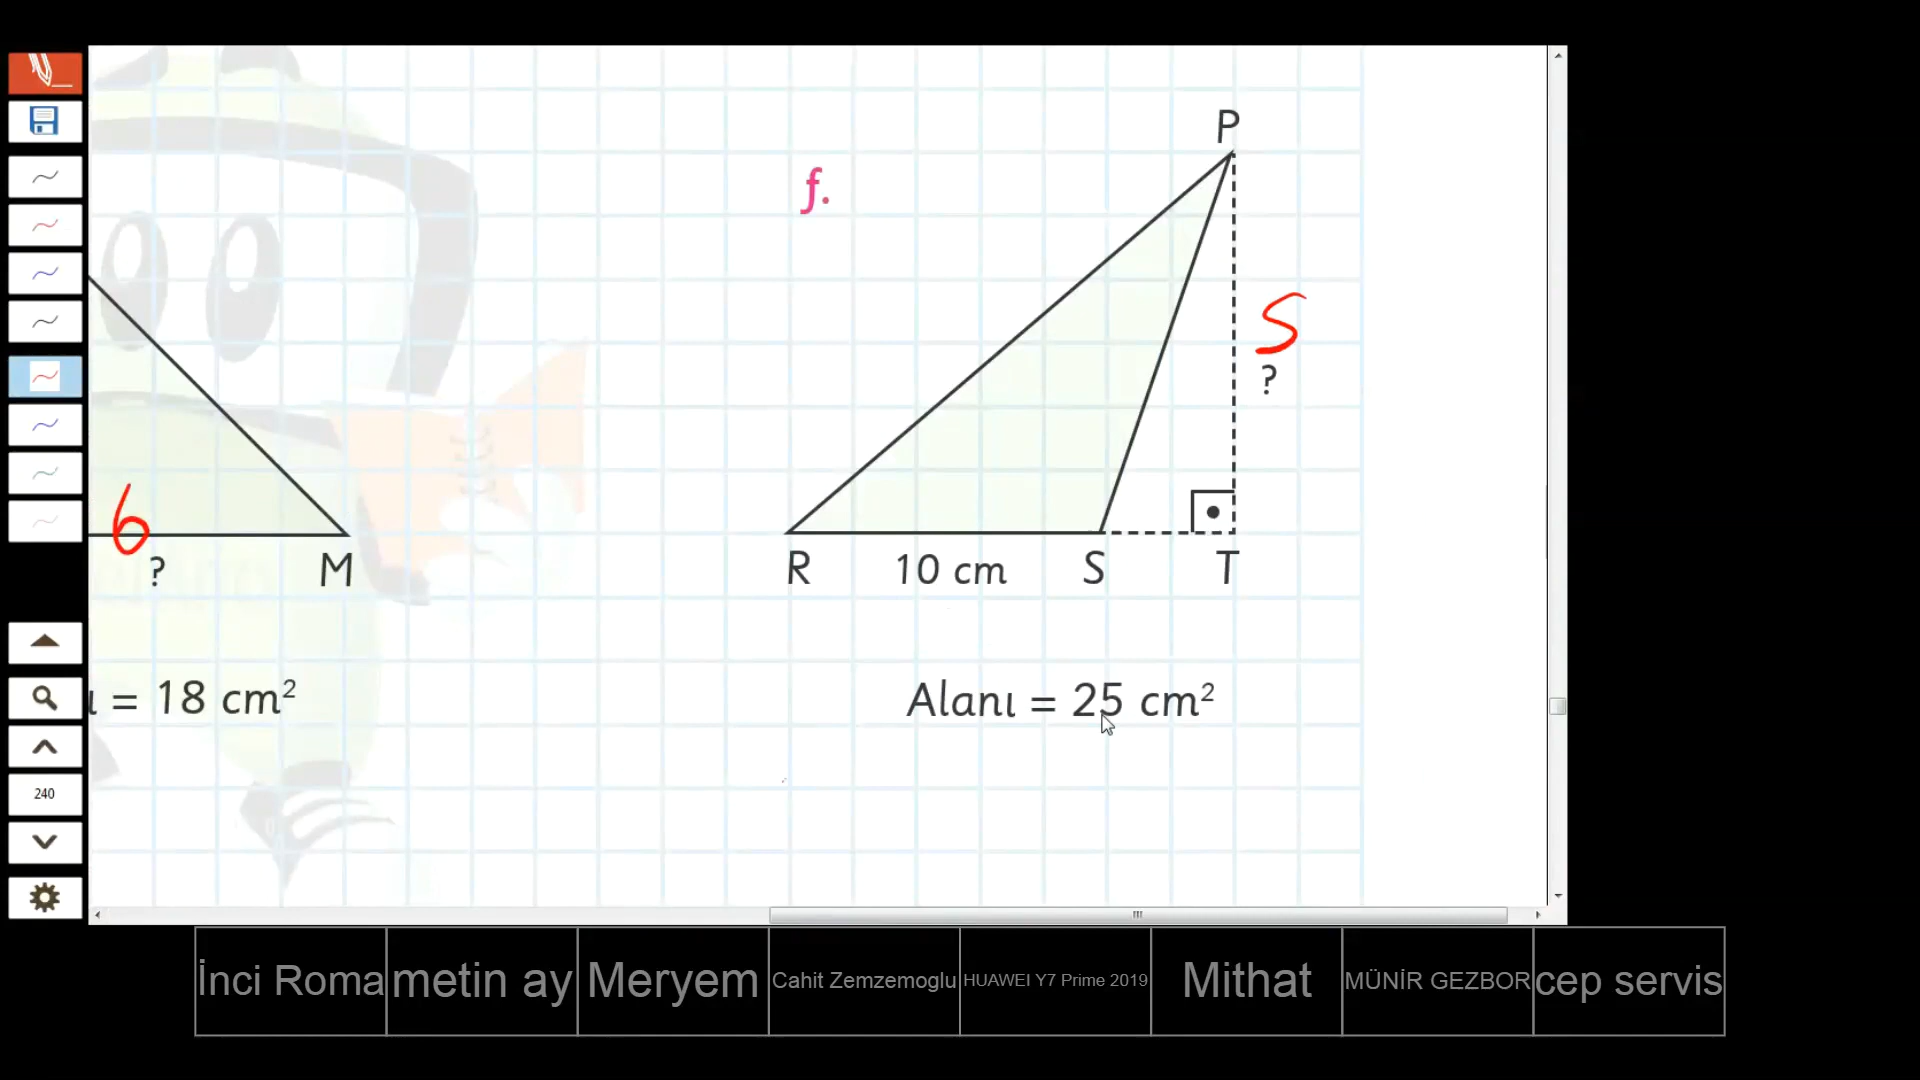 P
f.
5
?
6
?
M
R
10 cm
S
T
ı = 18 cm²
Alanı = 25 cm²
240
İnci Roma
metin ay
Meryem
Cahit Zemzemoglu
HUAWEI Y7 Prime 2019
Mithat
MÜNİR GEZBOR
cep servis